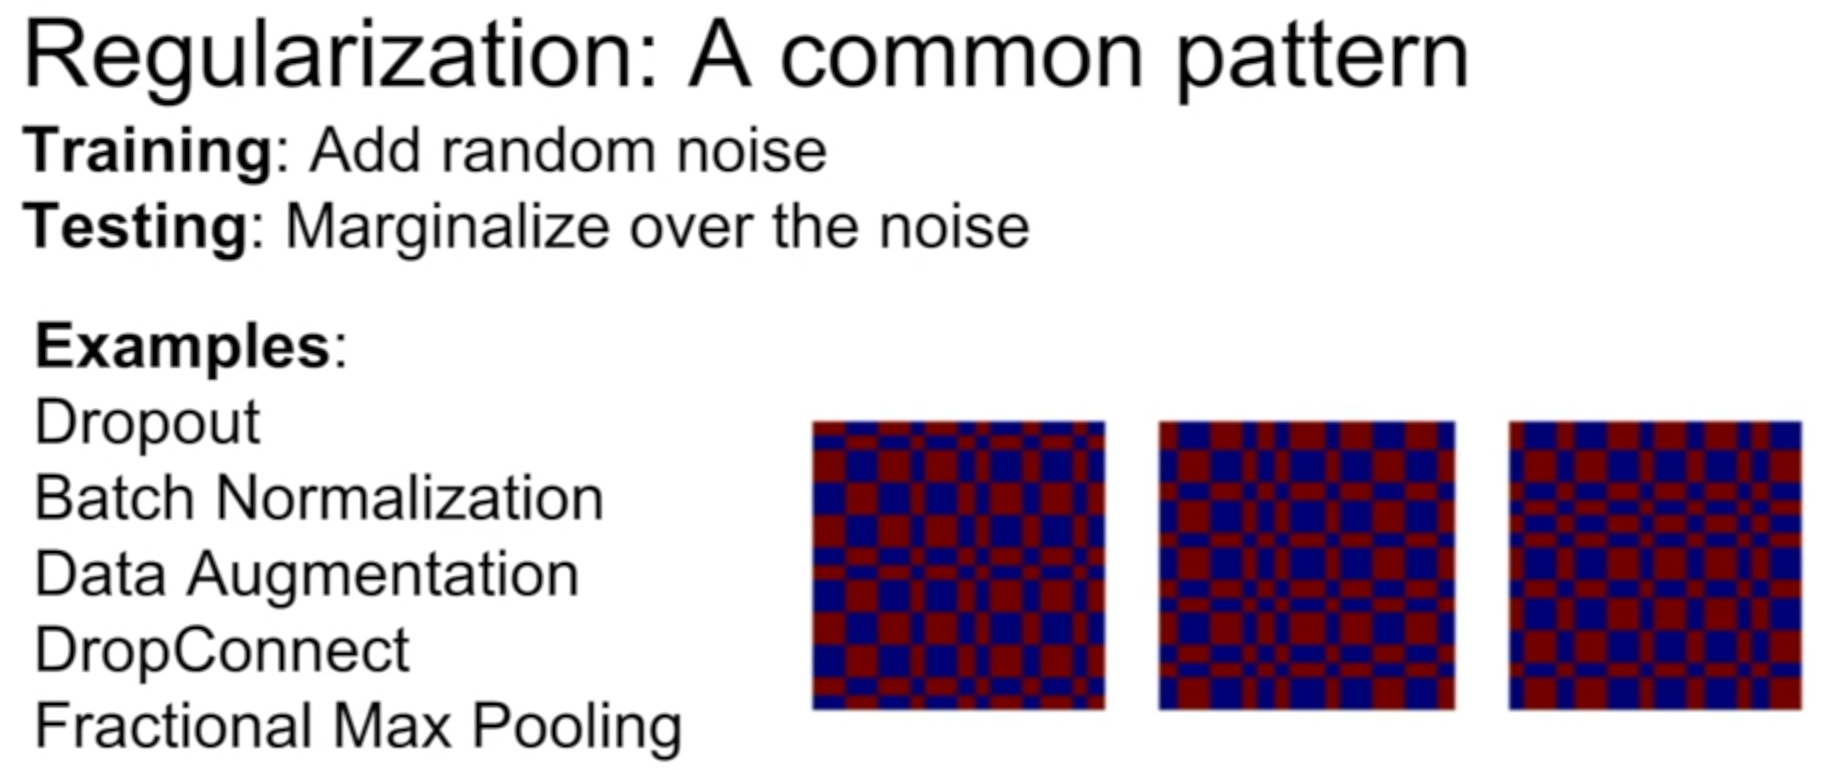 Regularization: A common pattern
Training: Add random noise
Testing: Marginalize over the noise
Examples:
Dropout
Batch Normalization
Data Augmentation
DropConnect
Fractional Max Pooling